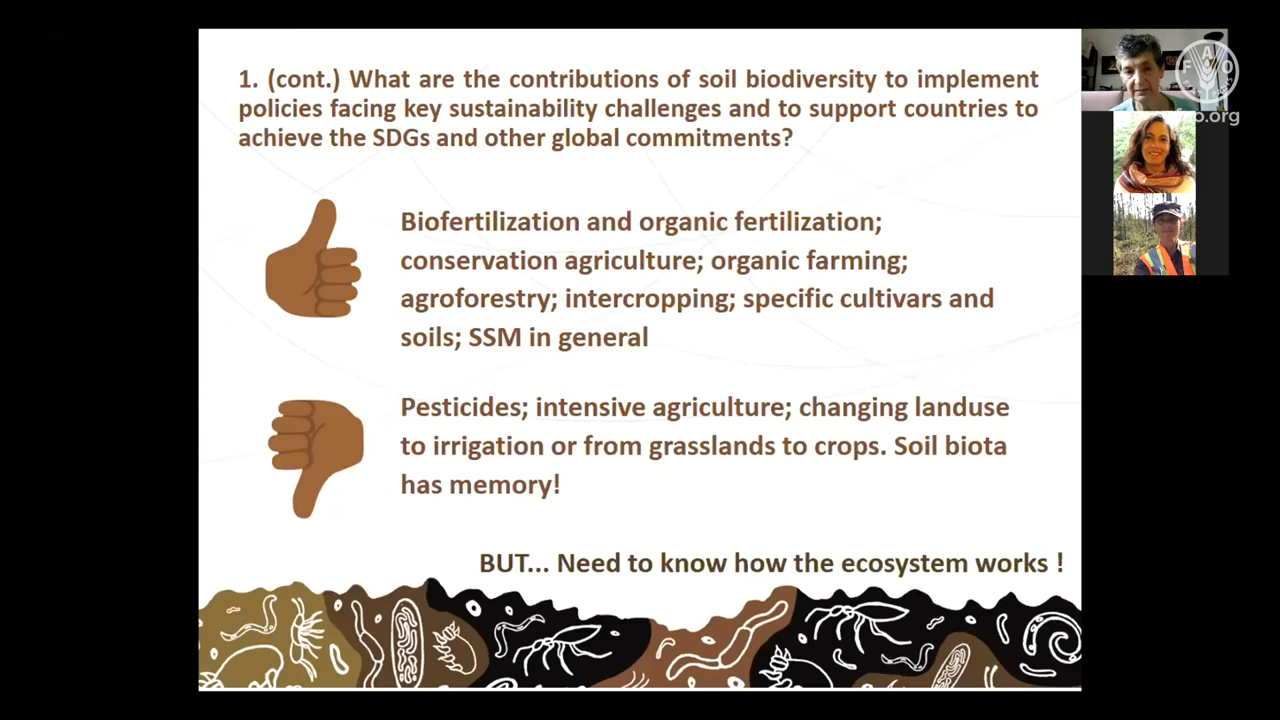 1. (cont.) What are the contributions of soil biodiversity to implement
policies facing key sustainability challenges and to support countries to
achieve the SDGs and other global commitments?
Biofertilization and organic fertilization;
conservation agriculture; organic farming;
agroforestry; intercropping; specific cultivars and
soils; SSM in general
Pesticides; intensive agriculture; changing landuse
to irrigation or from grasslands to crops. Soil biota
has memory!
BUT... Need to know how the ecosystem works !
F A O